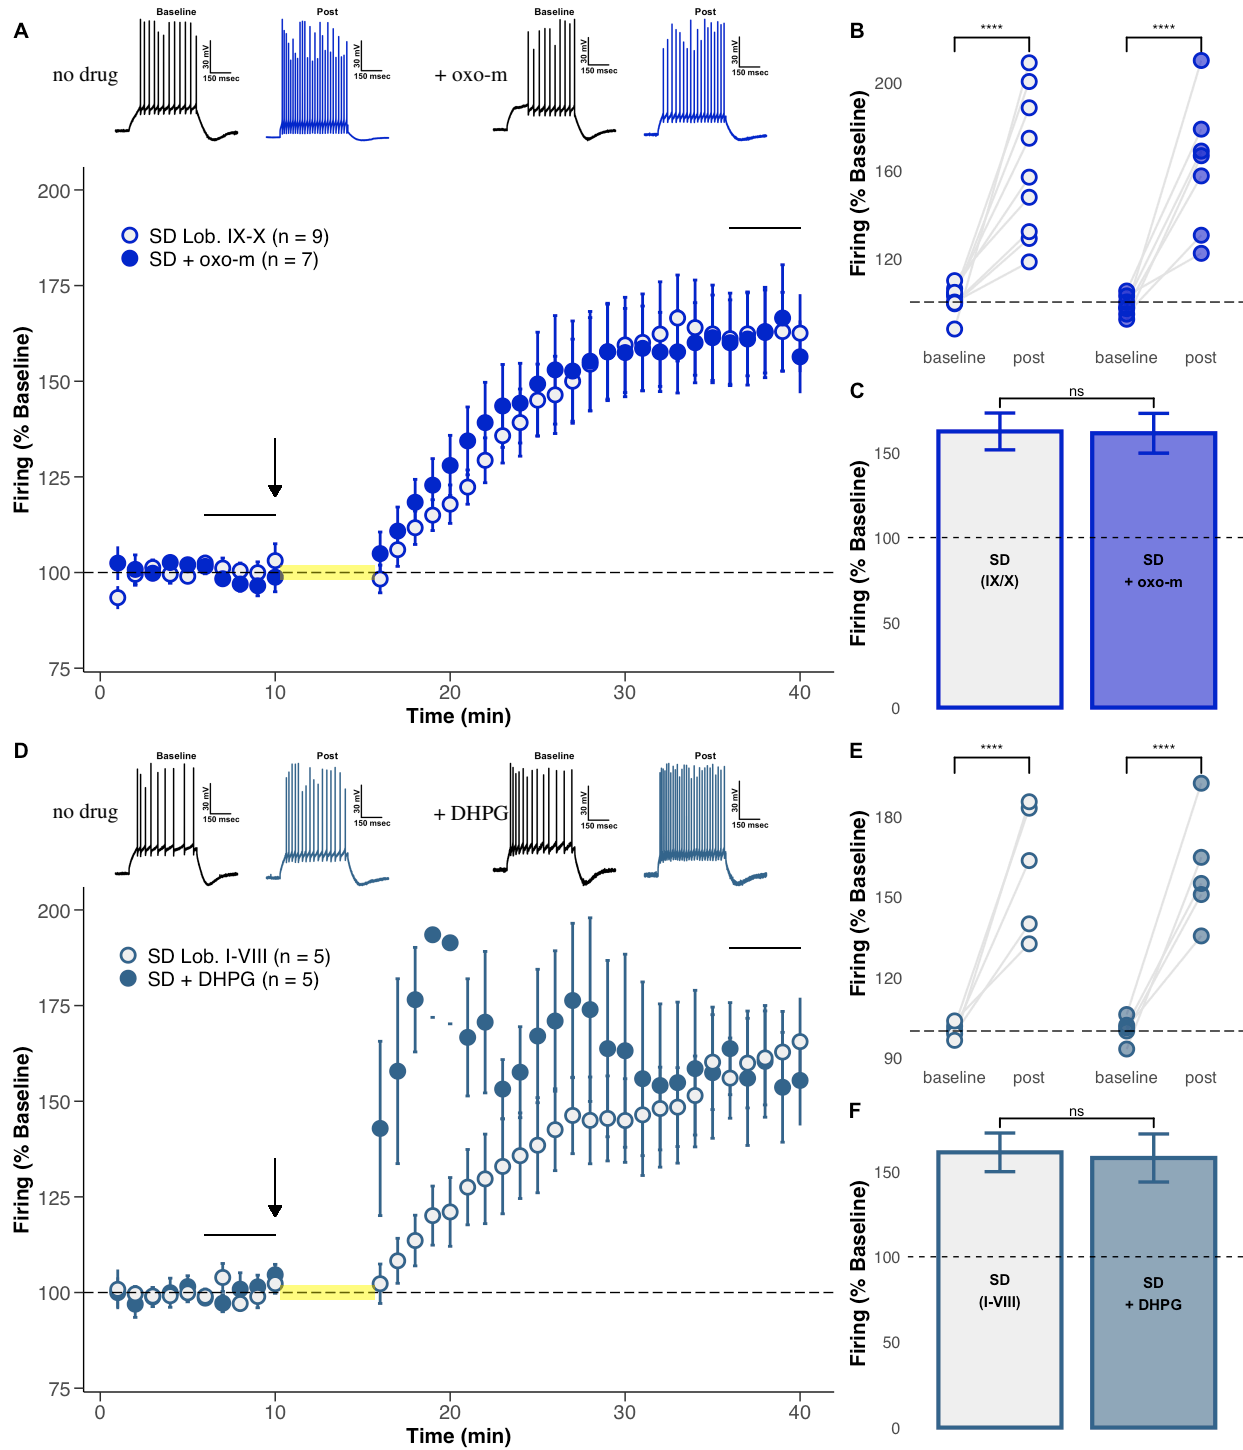 A
Baseline
Post
Baseline
Post
no drug
30 mV
150 msec
30 mV
150 msec
+ oxo-m
30 mV
150 msec
30 mV
150 msec
Firing (% Baseline)
200
175
150
125
100
75
SD Lob. IX-X (n = 9)
SD + oxo-m (n = 7)
0
10
20
30
40
Time (min)
B
Firing (% Baseline)
200
160
120
****
****
baseline
post
baseline
post
C
Firing (% Baseline)
150
100
50
0
ns
SD
(IX/X)
SD
+ oxo-m
D
Baseline
Post
Baseline
Post
no drug
30 mV
150 msec
30 mV
150 msec
+ DHPG
30 mV
150 msec
30 mV
150 msec
Firing (% Baseline)
200
175
150
125
100
75
SD Lob. I-VIII (n = 5)
SD + DHPG (n = 5)
0
10
20
30
40
Time (min)
E
Firing (% Baseline)
180
150
120
90
****
****
baseline
post
baseline
post
F
Firing (% Baseline)
150
100
50
0
ns
SD
(I-VIII)
SD
+ DHPG